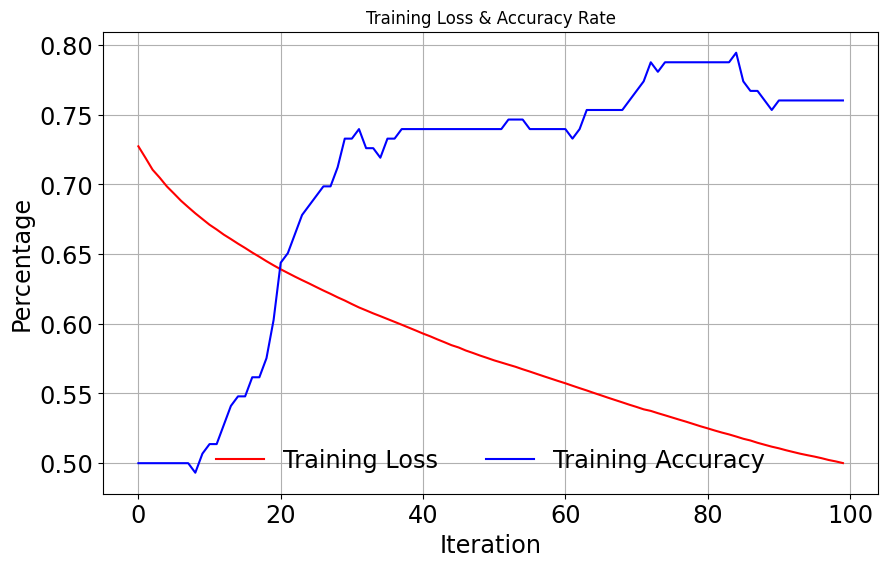 Training Loss & Accuracy Rate
0.80
0.75
0.70
0.65
0.60
0.55
0.50
Percentage
Training Loss Training Accuracy
0 20 40 60 80 100
Iteration